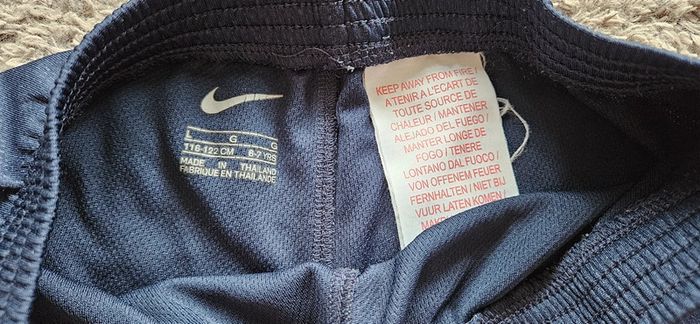 L G G
116-122 CM 6-7 YRS
MADE IN THAILAND
FABRIQUE EN THAILANDE
KEEP AWAY FROM FIRE /
A TENIR A L'ECART DE
TOUTE SOURCE DE
CHALEUR / MANTENER
ALEJADO DEL FUEGO /
MANTER LONGE DE
FOGO / TENERE
LONTANO DAL FUOCO /
VON OFFENEM FEUER
FERNHALTEN / NIET BIJ
VUUR LATEN KOMEN /